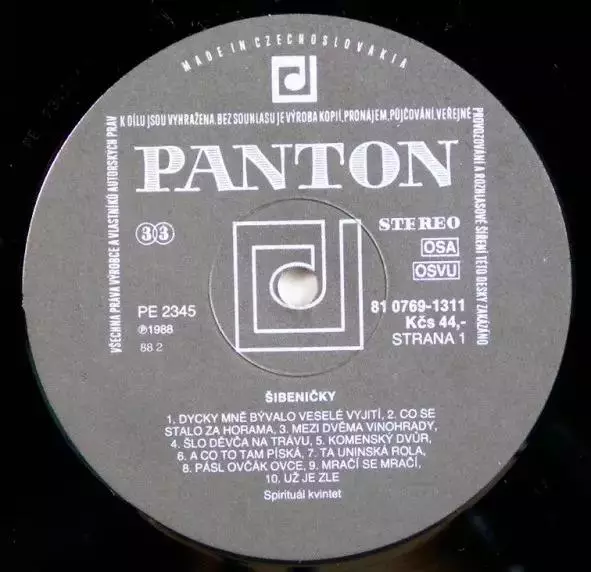 MADE IN CZECHOSLOVAKIA
VŠECHNA PRÁVA VÝROBCE A VLASTNÍKŮ AUTORSKÝCH PRÁV
K DÍLU JSOU VYHRAŽENA. BEZ SOUHLASU JE VÝROBA KOPIÍ, PRONÁJEM, PŮJČOVÁNÍ, VEŘEJNÉ
PROVOZOVÁNÍ A ROZHLASOVÉ ŠÍŘENÍ TÉTO DESKY ZAKÁZÁNO
PANTON
33
STEREO
OSA
OSVU
PE 2345
℗1988
88 2
81 0769-1311
Kčs 44,-
STRANA 1
ŠIBENIČKY
1. DYCKY MNĚ BÝVALO VESELÉ VYJITÍ, 2. CO SE
STALO ZA HORAMA, 3. MEZI DVĚMA VINOHRADY,
4. ŠLO DĚVČA NA TRÁVU, 5. KOMENSKÝ DVŮR,
6. A CO TO TAM PÍSKÁ, 7. TA UNINSKÁ ROLA,
8. PÁSL OVČÁK OVCE, 9. MRAČÍ SE MRAČÍ,
10. UŽ JE ZLE
Spirituál kvintet